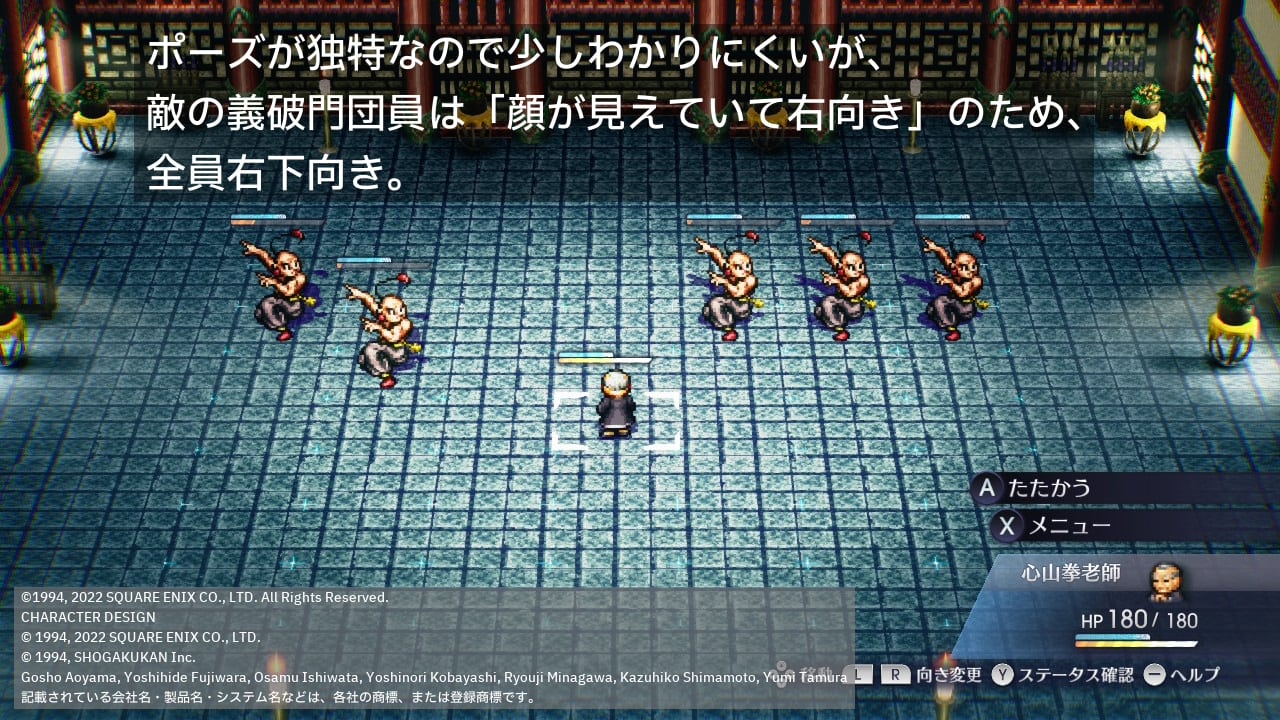 ポーズが独特なので少しわかりにくいが、
敵の義破門団員は「顔が見えていて右向き」のため、
全員右下向き。
A たたかう
X メニュー
心山拳老師
HP 180/ 180
移動 L R 向き変更 Y ステータス確認 − ヘルプ
©1994, 2022 SQUARE ENIX CO., LTD. All Rights Reserved.
CHARACTER DESIGN
© 1994, 2022 SQUARE ENIX CO., LTD.
© 1994, SHOGAKUKAN Inc.
Gosho Aoyama, Yoshihide Fujiwara, Osamu Ishiwata, Yoshinori Kobayashi, Ryouji Minagawa, Kazuhiko Shimamoto, Yumi Tamura
記載されている会社名・製品名・システム名などは、各社の商標、または登録商標です。